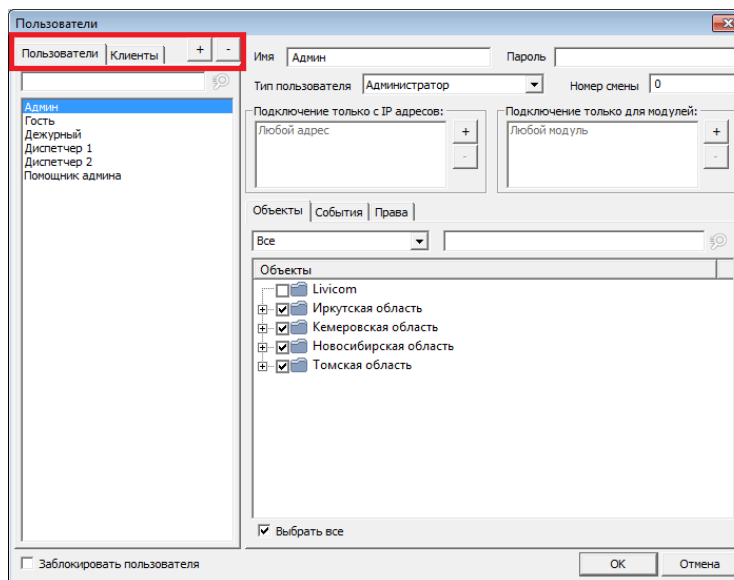 Пользователи
Пользователи Клиенты + -
Имя Админ Пароль
Тип пользователя Администратор Номер смены 0
Подключение только с IP адресов: Подключение только для модулей:
Любой адрес + Любой модуль +
- -
Админ
Гость
Дежурный
Диспетчер 1
Диспетчер 2
Помощник админа
Объекты События Права
Все
Объекты
Livicom
Иркутская область
Кемеровская область
Новосибирская область
Томская область
Выбрать все
Заблокировать пользователя
OK Отмена